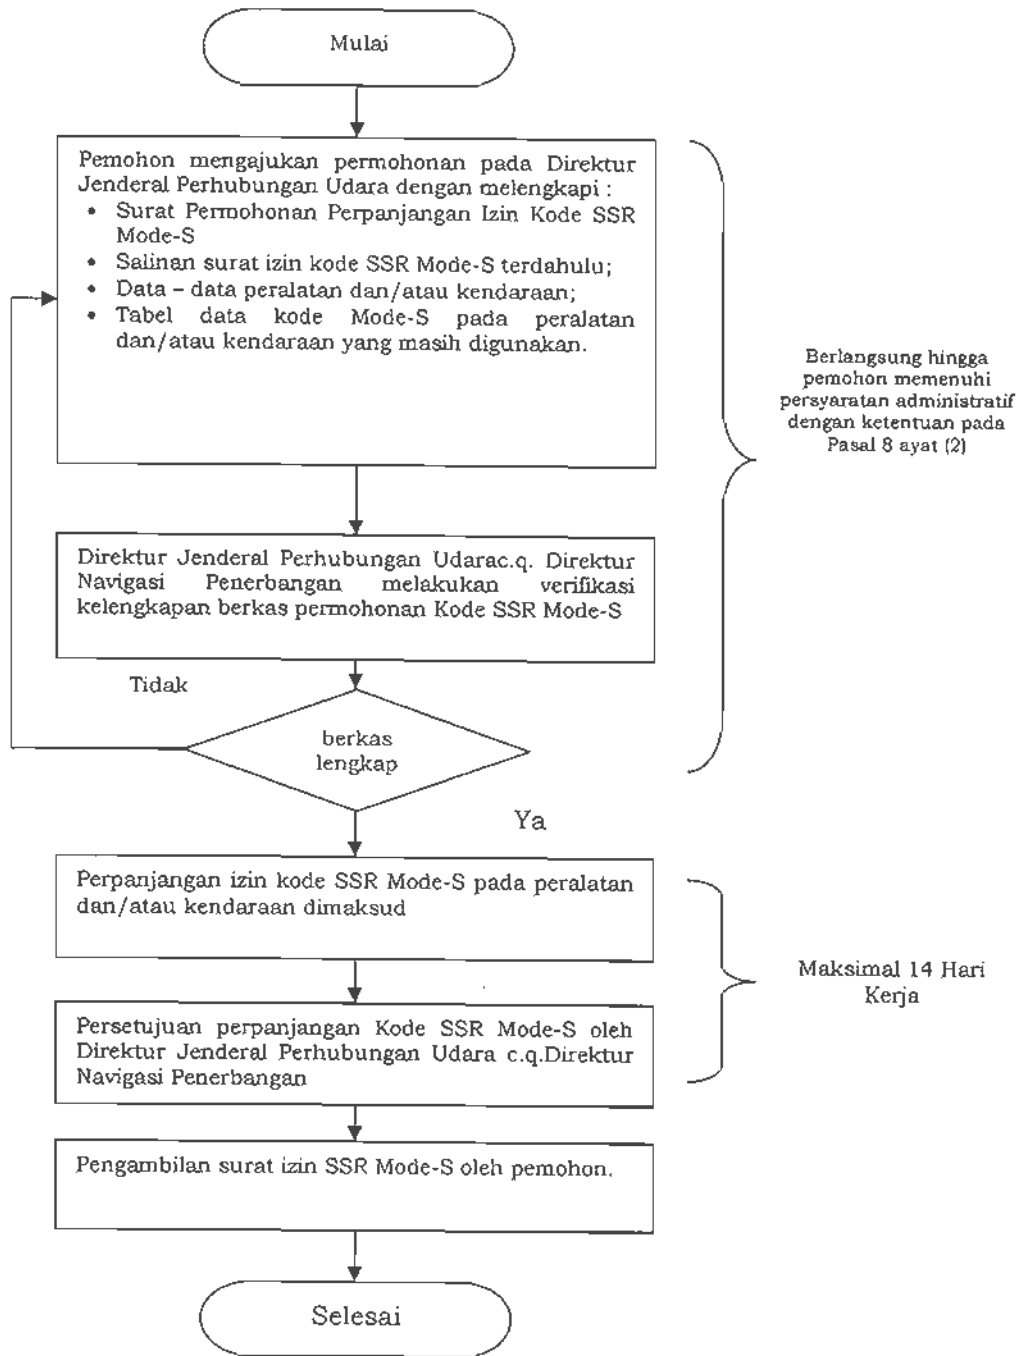 Mulai
Pemohon mengajukan permohonan pada Direktur
Jenderal Perhubungan Udara dengan melengkapi :
• Surat Permohonan Perpanjangan Izin Kode SSR
Mode-S
• Salinan surat izin kode SSR Mode-S terdahulu;
• Data – data peralatan dan/atau kendaraan;
• Tabel data kode Mode-S pada peralatan
dan/atau kendaraan yang masih digunakan.
Berlangsung hingga
pemohon memenuhi
persyaratan administratif
dengan ketentuan pada
Pasal 8 ayat (2)
Direktur Jenderal Perhubungan Udarac.q. Direktur
Navigasi Penerbangan melakukan verifikasi
kelengkapan berkas permohonan Kode SSR Mode-S
Tidak
berkas
lengkap
Ya
Perpanjangan izin kode SSR Mode-S pada peralatan
dan/atau kendaraan dimaksud
Maksimal 14 Hari
Kerja
Persetujuan perpanjangan Kode SSR Mode-S oleh
Direktur Jenderal Perhubungan Udara c.q.Direktur
Navigasi Penerbangan
Pengambilan surat izin SSR Mode-S oleh pemohon.
Selesai